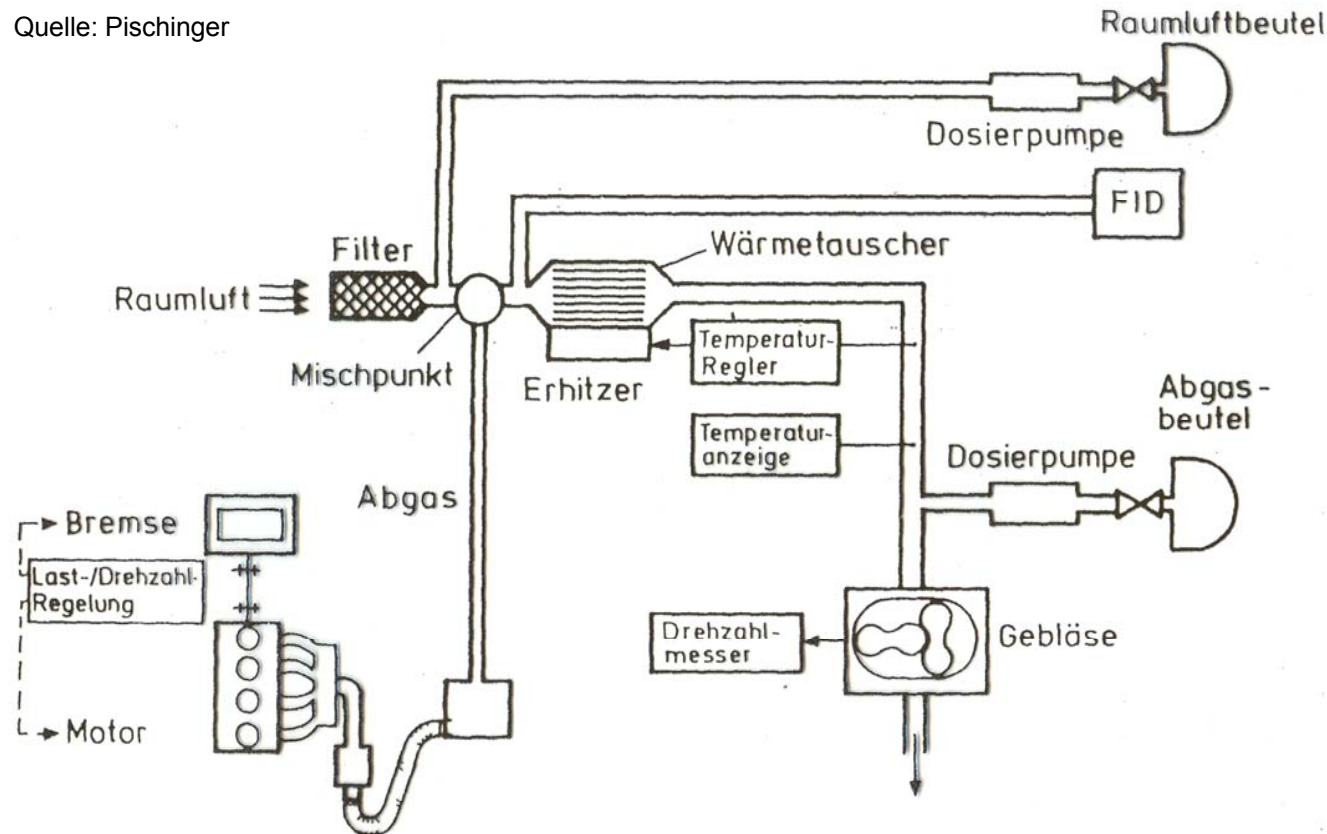 Quelle: Pischinger
Raumluftbeutel
Dosierpumpe
FID
Filter
Wärmetauscher
Raumluft
Mischpunkt
Erhitzer
Temperatur-
Regler
Temperatur-
anzeige
Abgas-
beutel
Dosierpumpe
Abgas
Bremse
Last-/Drehzahl-
Regelung
Motor
Drehzahl-
messer
Gebläse